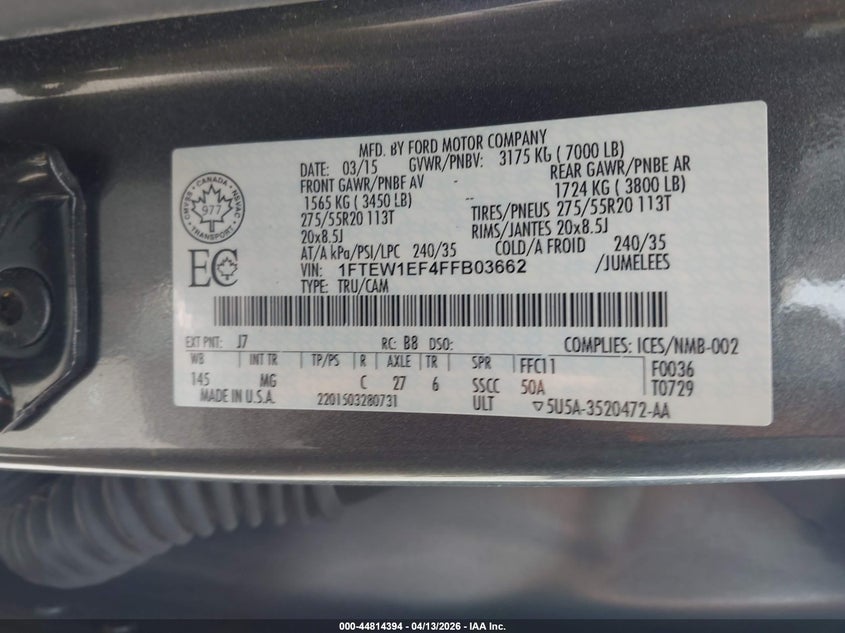 MFD. BY FORD MOTOR COMPANY
DATE: 03/15 GVWR/PNBV: 3175 KG ( 7000 LB)
FRONT GAWR/PNBE AV - REAR GAWR/PNBE AR
1565 KG ( 3450 LB) -- 1724 KG ( 3800 LB)
275/55R20 113T TIRES/PNEUS 275/55R20 113T
20x8.5J RIMS/JANTES 20x8.5J
AT/A kPa/PSI/LPC 240/35 COLD/A FROID 240/35
VIN: 1FTEW1EF4FFB03662 /JUMELEES
TYPE: TRU/CAM
CANADA
977
TRANSPORT
EC
EXT PNT: J7 RC: B8 DSO: COMPLIES: ICES/NMB-002
WB INT TR TP/PS R AXLE TR SPR FFC11 F0036
145 MG C 27 6 SSCC 50A T0729
MADE IN U.S.A. 2201503280731 ULT ▽5U5A-3520472-AA
000-44814394 - 04/13/2026 - IAA Inc.